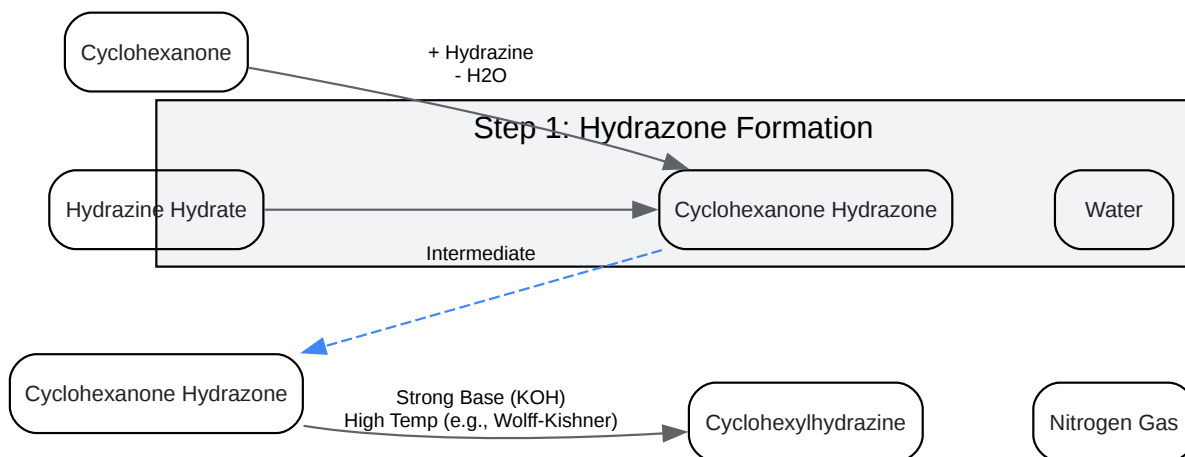 Cyclohexanone
+ Hydrazine
- H2O
Step 1: Hydrazone Formation
Hydrazine Hydrate
Cyclohexanone Hydrazone
Water
Intermediate
Cyclohexanone Hydrazone
Strong Base (KOH)
High Temp (e.g., Wolff-Kishner)
Cyclohexylhydrazine
Nitrogen Gas